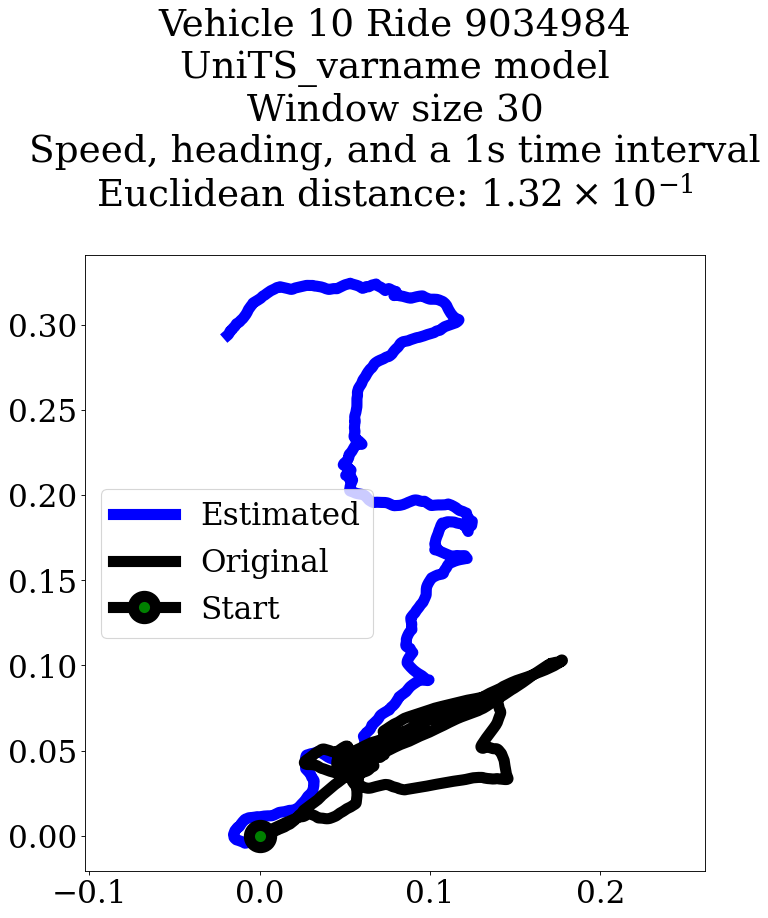 Vehicle 10 Ride 9034984
UniTS_varname model
Window size 30
Speed, heading, and a 1s time interval
Euclidean distance: 1.32 × 10⁻¹
0.30
0.25
0.20
0.15
0.10
0.05
0.00
Estimated
Original
Start
−0.1
0.0
0.1
0.2